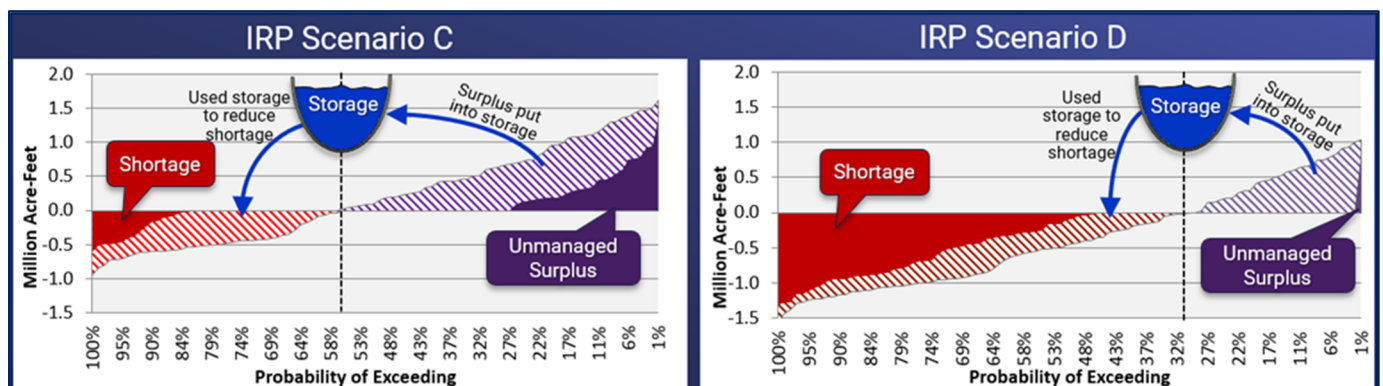 IRP Scenario C
2.0
1.5
1.0
0.5
0.0
-0.5
-1.0
-1.5
Million Acre-Feet
Used storage
to reduce
shortage
Storage
Surplus put
into storage
Shortage
Unmanaged
Surplus
100%
95%
90%
84%
79%
74%
69%
64%
58%
53%
48%
43%
37%
32%
27%
22%
17%
11%
6%
1%
Probability of Exceeding
IRP Scenario D
2.0
1.5
1.0
0.5
0.0
-0.5
-1.0
-1.5
Million Acre-Feet
Used
storage to
reduce
shortage
Storage
Surplus put
into storage
Shortage
Unmanaged
Surplus
100%
95%
90%
84%
79%
74%
69%
64%
58%
53%
48%
43%
37%
32%
27%
22%
17%
11%
6%
1%
Probability of Exceeding